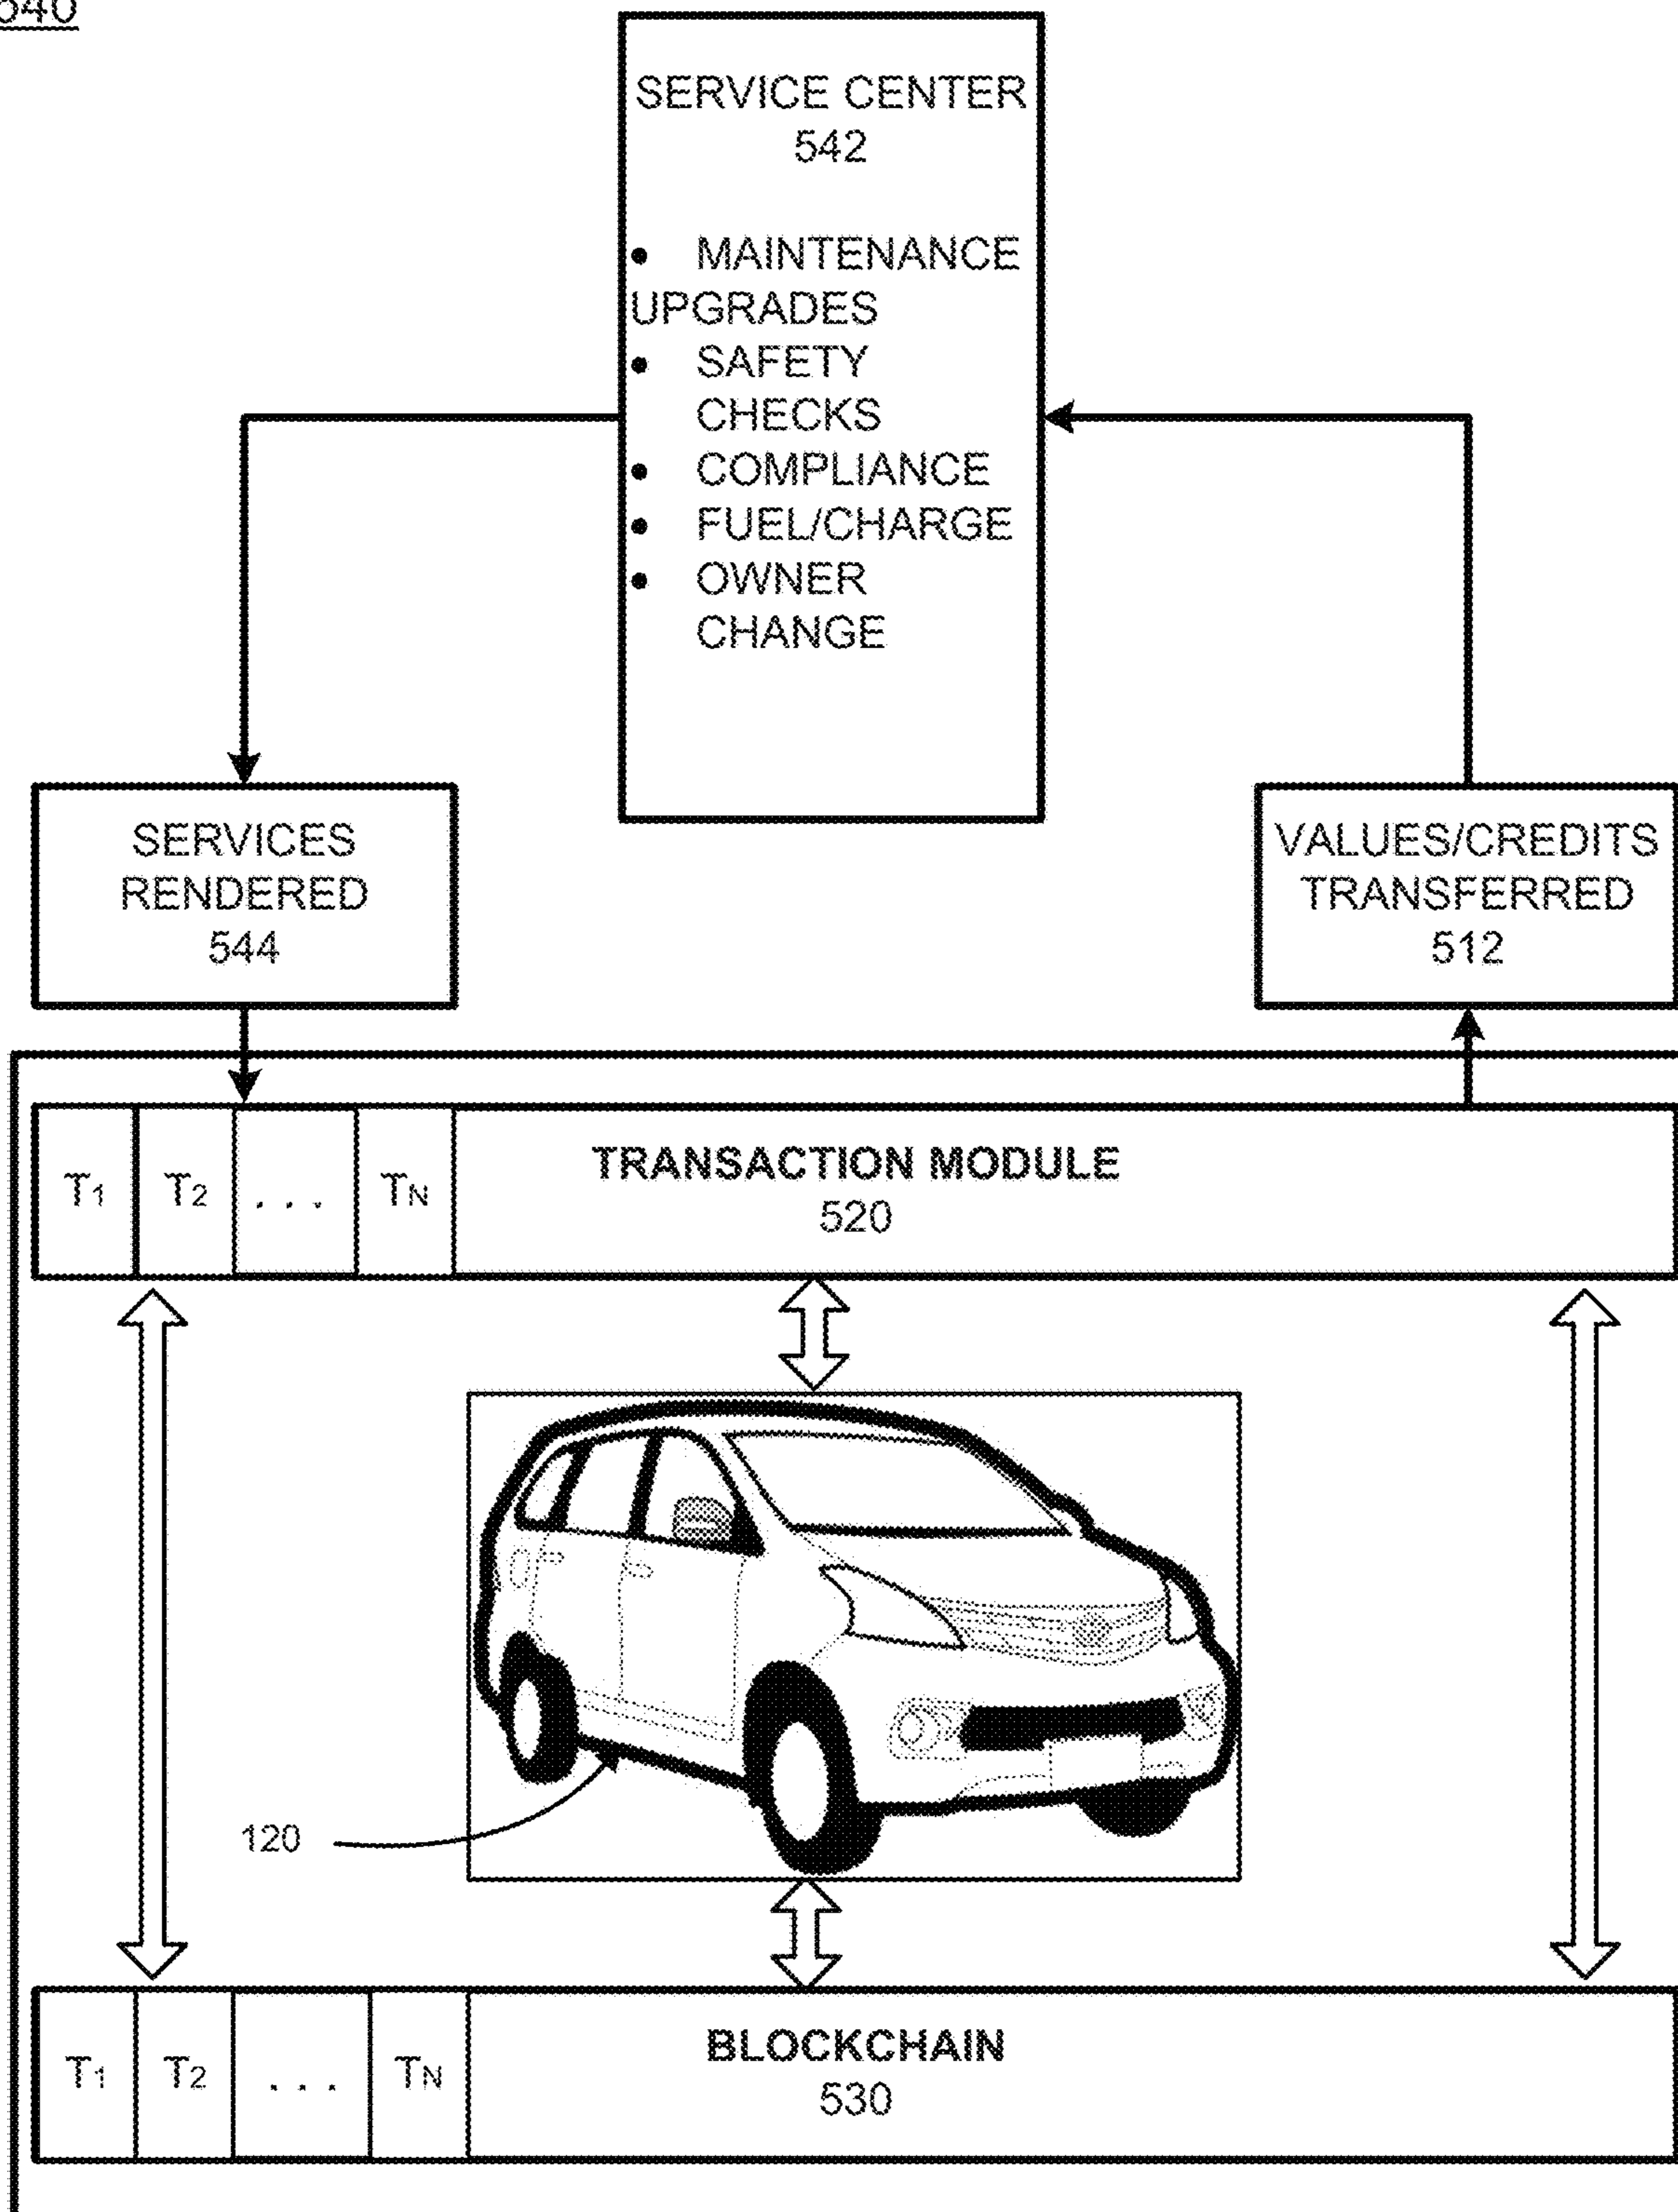 540
SERVICE CENTER
542
• MAINTENANCE
UPGRADES
• SAFETY
CHECKS
• COMPLIANCE
• FUEL/CHARGE
• OWNER
CHANGE
SERVICES
RENDERED
544
VALUES/CREDITS
TRANSFERRED
512
T1 T2 . . . TN TRANSACTION MODULE
520
120
T1 T2 . . . TN BLOCKCHAIN
530